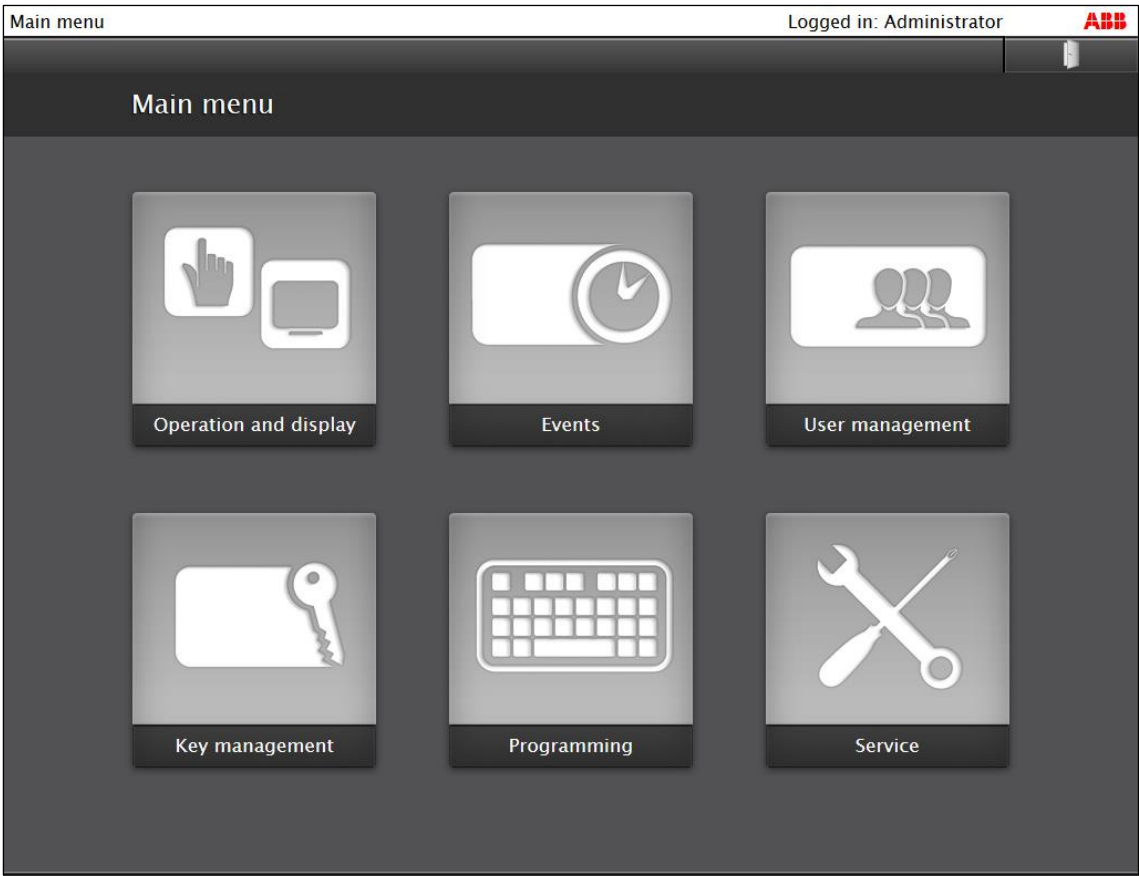 Main menu Logged in: Administrator ABB
Main menu
Operation and display Events User management
Key management Programming Service